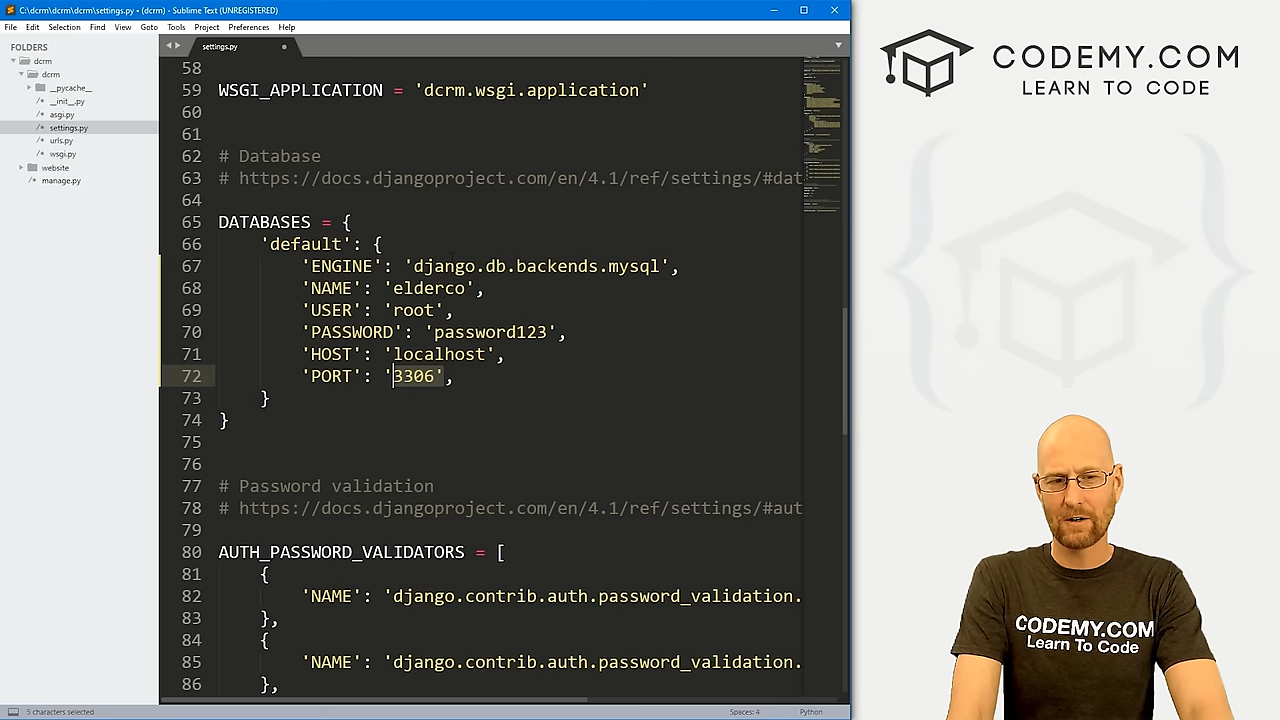 C:\dcrm\dcrm\dcrm\settings.py • (dcrm) - Sublime Text (UNREGISTERED)
File Edit Selection Find View Goto Tools Project Preferences Help
FOLDERS
dcrm
dcrm
__pycache__
__init__.py
asgi.py
settings.py
urls.py
wsgi.py
website
manage.py
settings.py
58
59 WSGI_APPLICATION = 'dcrm.wsgi.application'
60
61
62 # Database
63 # https://docs.djangoproject.com/en/4.1/ref/settings/#dat
64
65 DATABASES = {
66 'default': {
67 'ENGINE': 'django.db.backends.mysql',
68 'NAME': 'elderco',
69 'USER': 'root',
70 'PASSWORD': 'password123',
71 'HOST': 'localhost',
72 'PORT': '3306',
73 }
74 }
75
76
77 # Password validation
78 # https://docs.djangoproject.com/en/4.1/ref/settings/#aut
79
80 AUTH_PASSWORD_VALIDATORS = [
81 {
82 'NAME': 'django.contrib.auth.password_validation.
83 },
84 {
85 'NAME': 'django.contrib.auth.password_validation.
86 },
5 characters selected
Spaces: 4
Python
CODEMY.COM
LEARN TO CODE
CODEMY.COM
Learn To Code